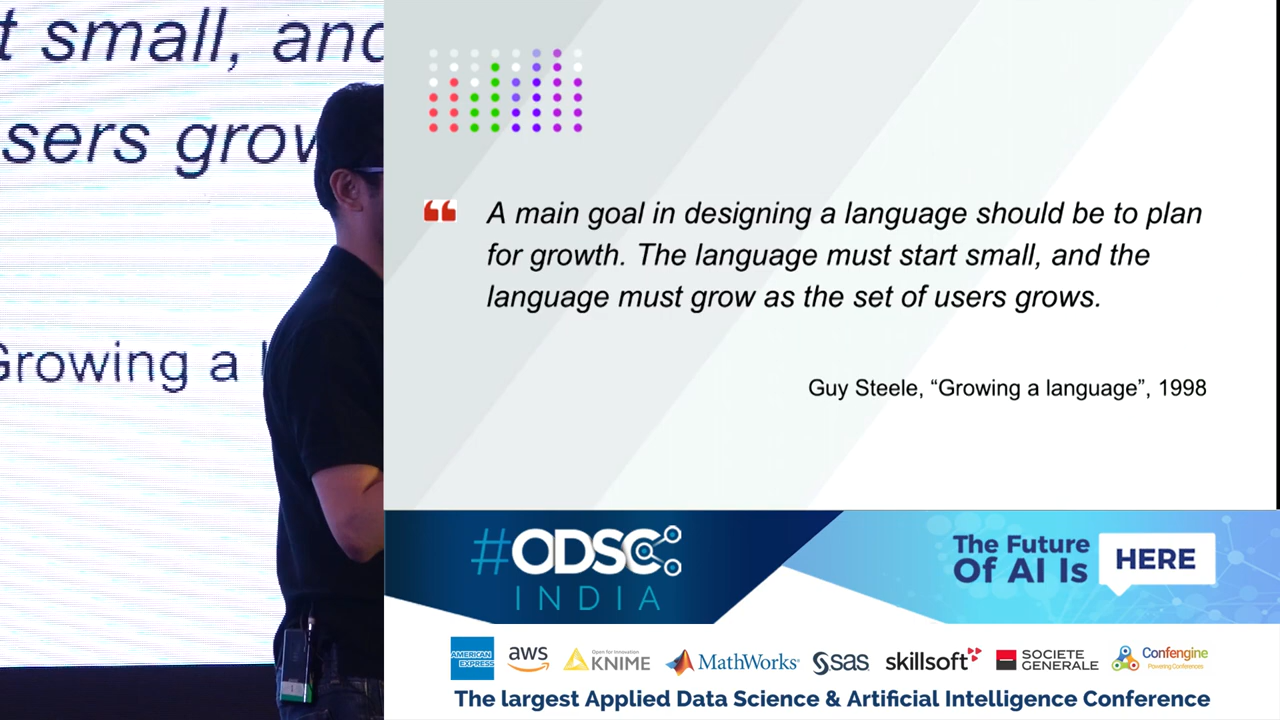 t small, and
sers grow
Growing a
“ A main goal in designing a language should be to plan
for growth. The language must start small, and the
language must grow as the set of users grows.
Guy Steele, “Growing a language”, 1998
#ODSC
INDIA
The Future
Of AI Is
HERE
AMERICAN
EXPRESS
aws
Open for Innovation
KNIME
MathWorks
sas
skillsoft
SOCIETE
GENERALE
Confengine
Powering Conferences
The largest Applied Data Science & Artificial Intelligence Conference